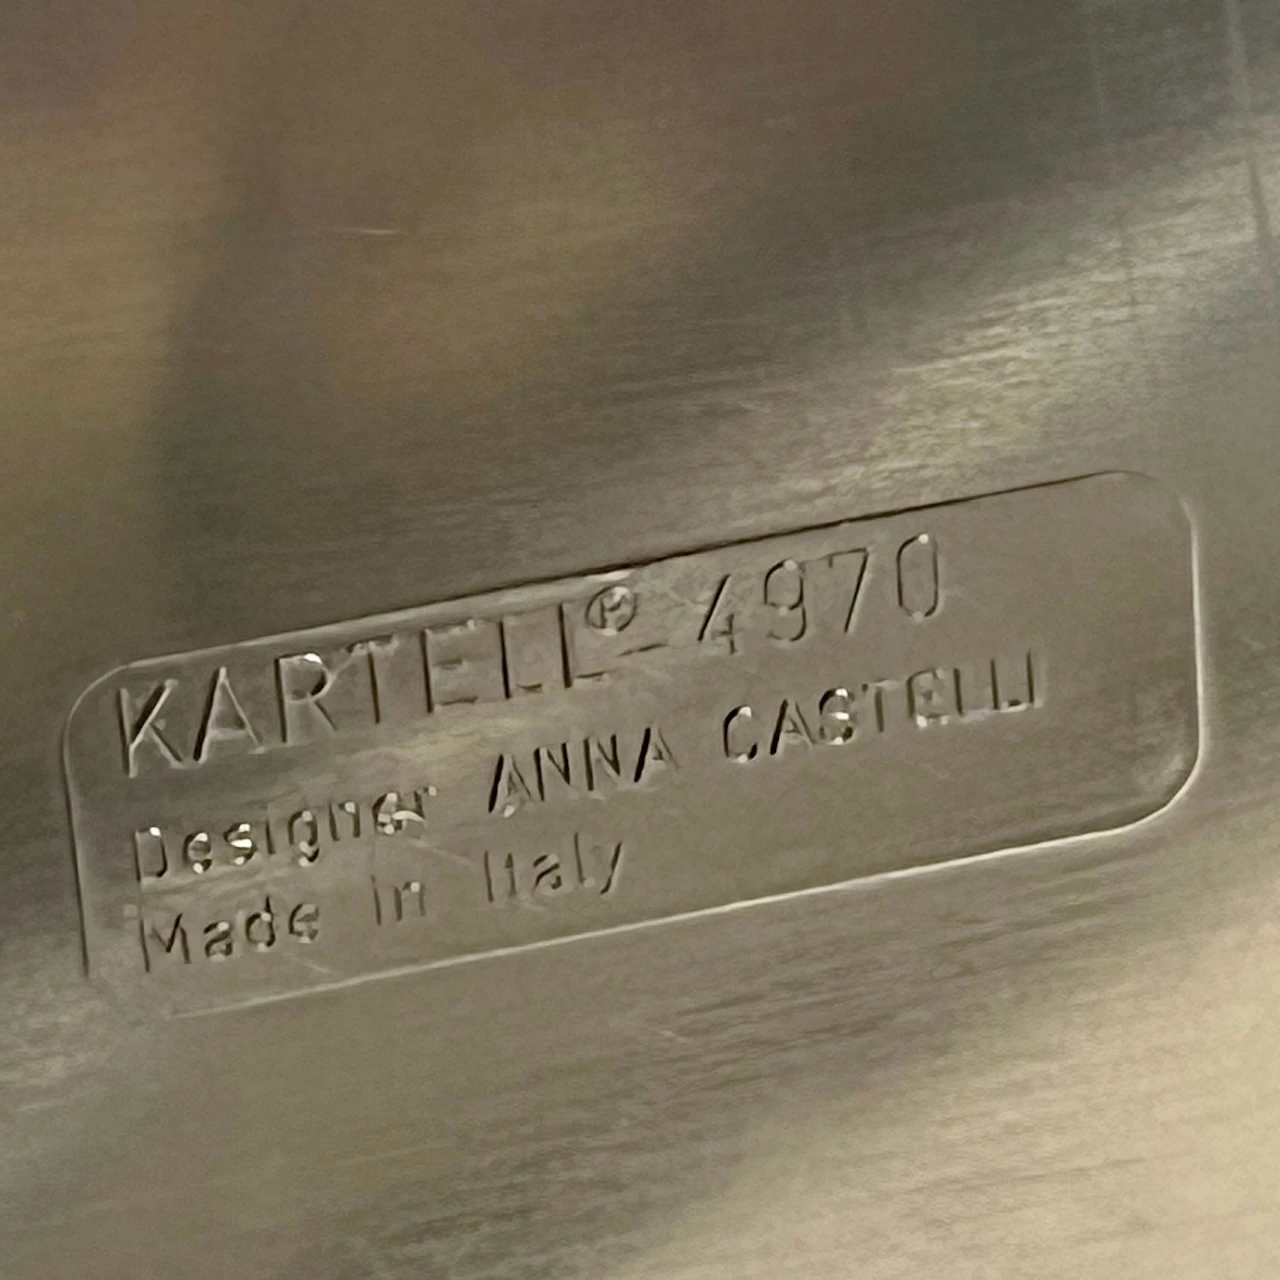 KARTELL®-4970
Designer ANNA CASTELLI
Made in Italy